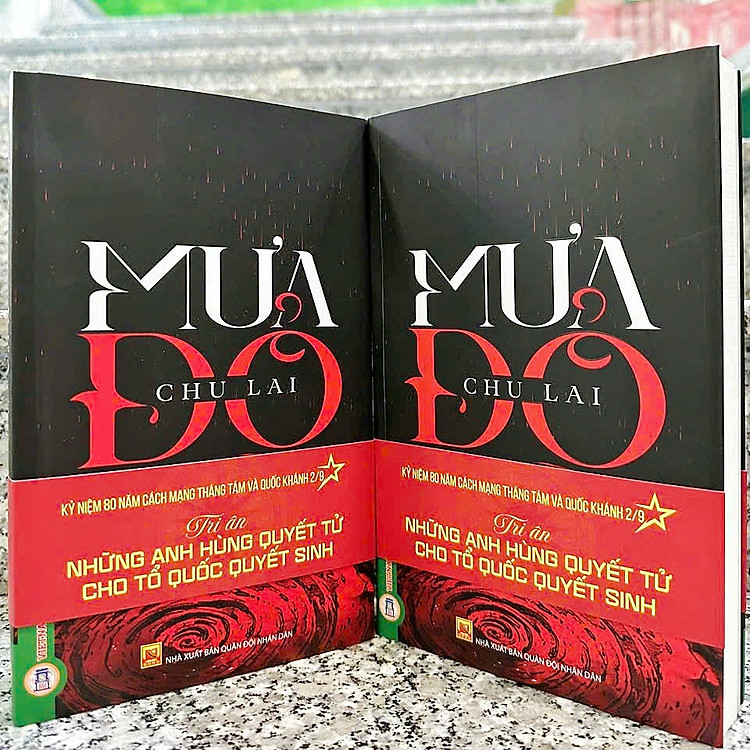 MƯA
ĐỎ
CHU LAI
KỶ NIỆM 80 NĂM CÁCH MẠNG THÁNG TÁM VÀ QUỐC KHÁNH 2/9
Tri ân
NHỮNG ANH HÙNG QUYẾT TỬ
CHO TỔ QUỐC QUYẾT SINH
NHÀ XUẤT BẢN QUÂN ĐỘI NHÂN DÂN
MƯA
ĐỎ
CHU LAI
KỶ NIỆM 80 NĂM CÁCH MẠNG THÁNG TÁM VÀ QUỐC KHÁNH 2/9
Tri ân
NHỮNG ANH HÙNG QUYẾT TỬ
CHO TỔ QUỐC QUYẾT SINH
NHÀ XUẤT BẢN QUÂN ĐỘI NHÂN DÂN